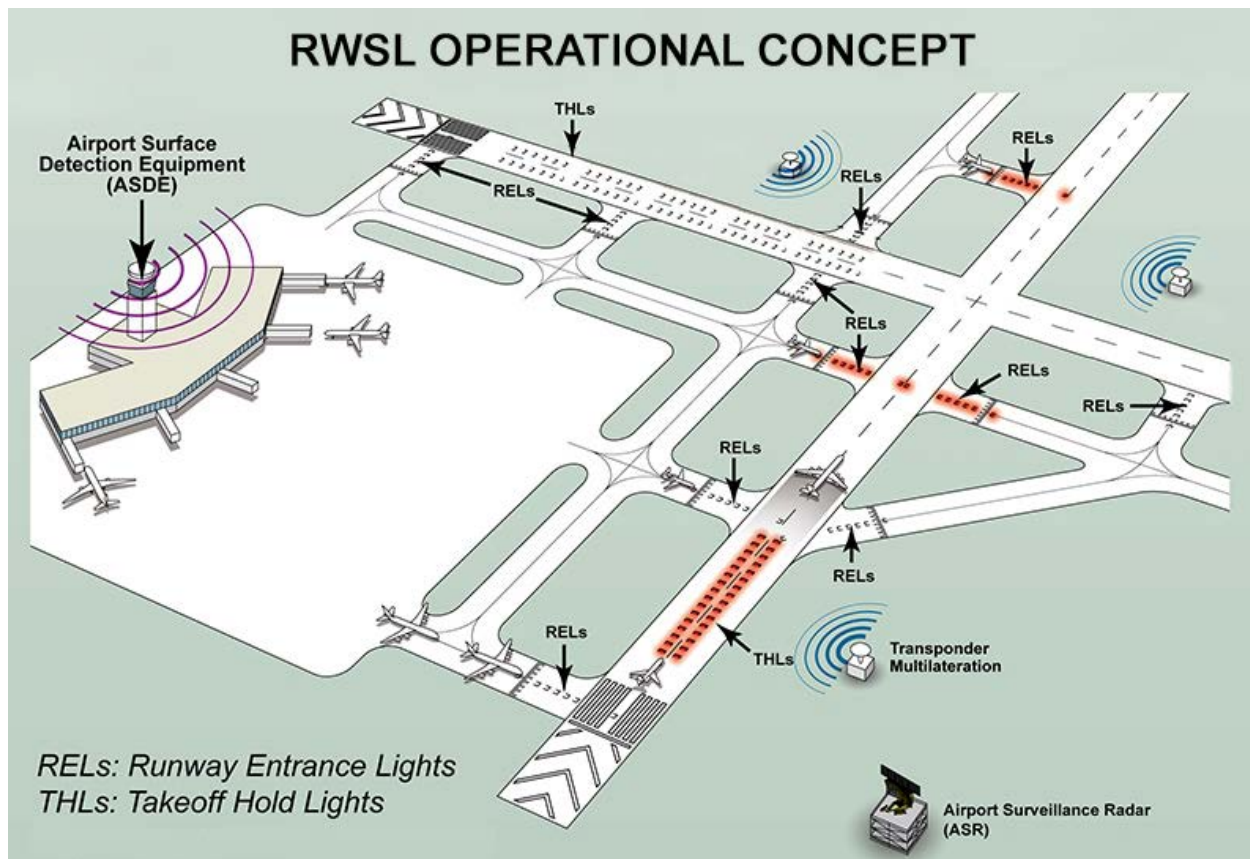 RWSL OPERATIONAL CONCEPT
THLs
Airport Surface
Detection Equipment
(ASDE)
RELs
RELs
RELs
RELs
RELs
RELs
RELs
RELs
THLs
RELs
RELs
Transponder
Multilateration
RELs: Runway Entrance Lights
THLs: Takeoff Hold Lights
Airport Surveillance Radar
(ASR)